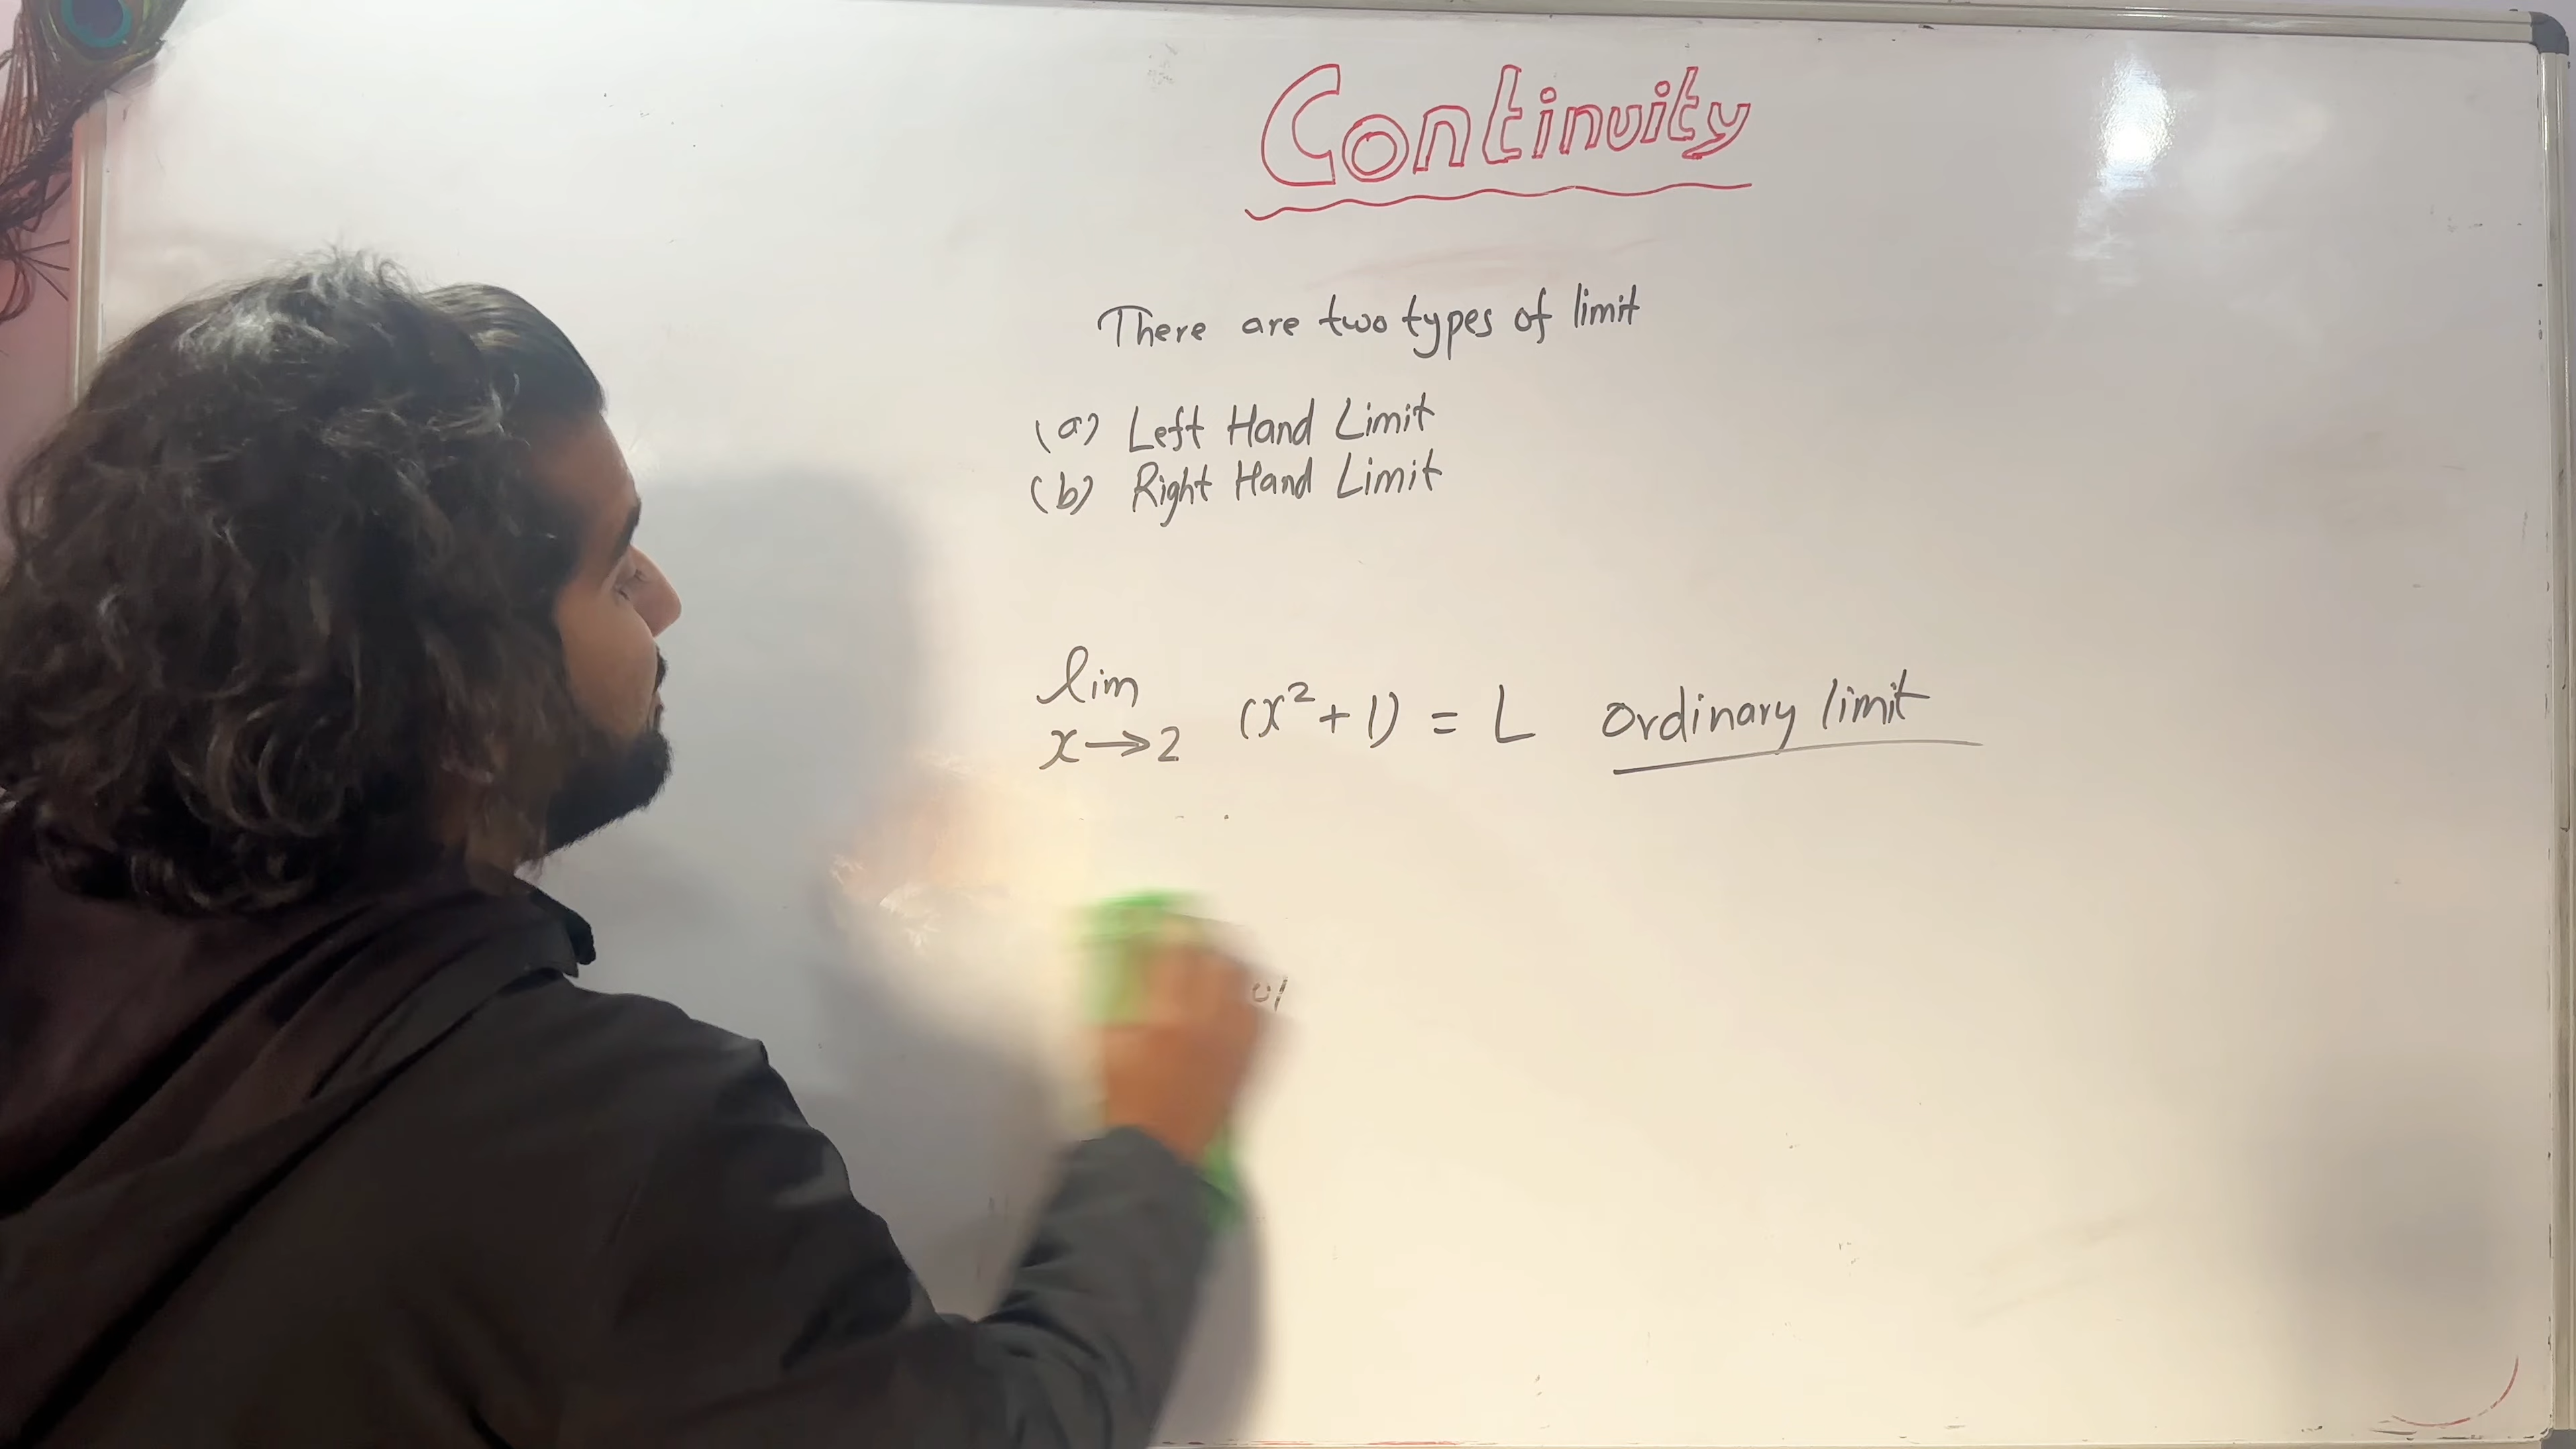 Continuity
There are two types of limit
(a) Left Hand Limit
(b) Right Hand Limit
lim x→2 (x²+1) = L ordinary limit